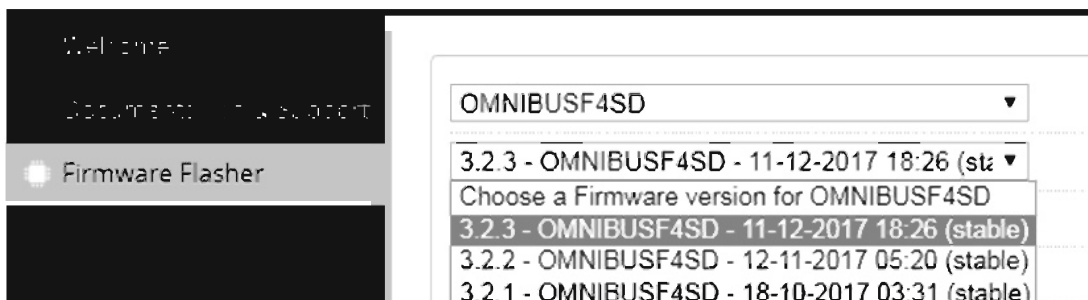 Welcome
Support
Firmware Flasher
OMNIBUSF4SD
3.2.3 - OMNIBUSF4SD - 11-12-2017 18:26 (sta
Choose a Firmware version for OMNIBUSF4SD
3.2.3 - OMNIBUSF4SD - 11-12-2017 18:26 (stable)
3.2.2 - OMNIBUSF4SD - 12-11-2017 05:20 (stable)
3.2.1 - OMNIBUSF4SD - 18-10-2017 03:31 (stable)